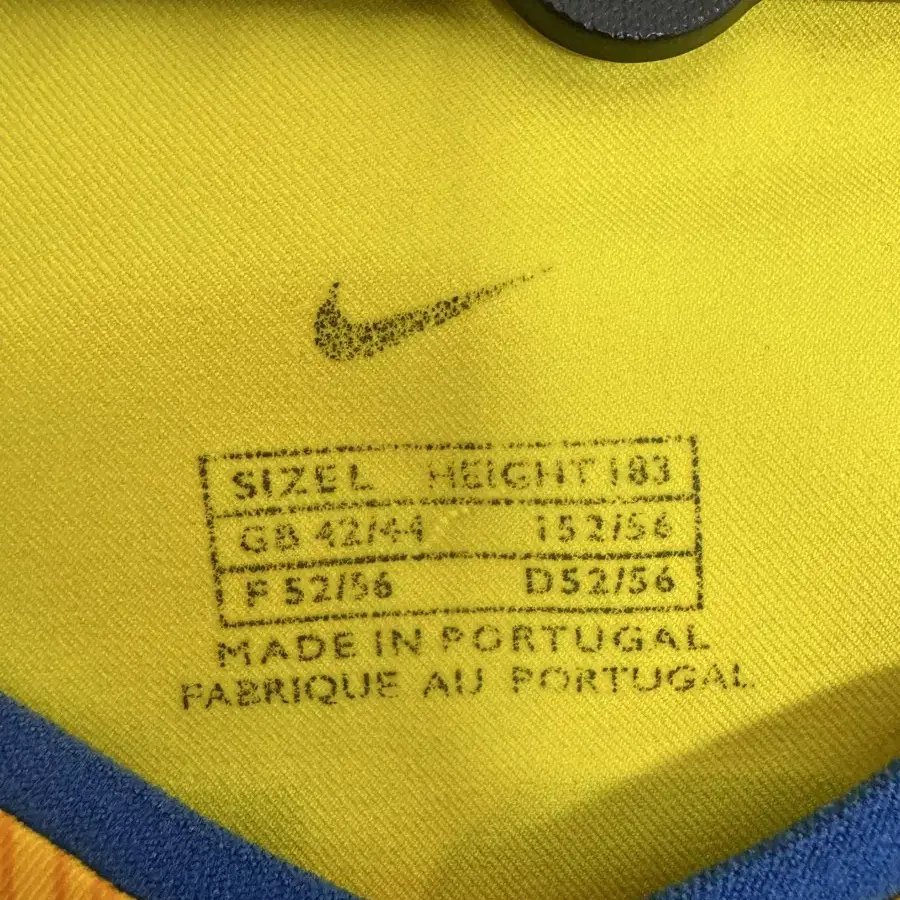 SIZE L HEIGHT 183
GB 42/44 I 52/56
F 52/56 D 52/56
MADE IN PORTUGAL
FABRIQUE AU PORTUGAL